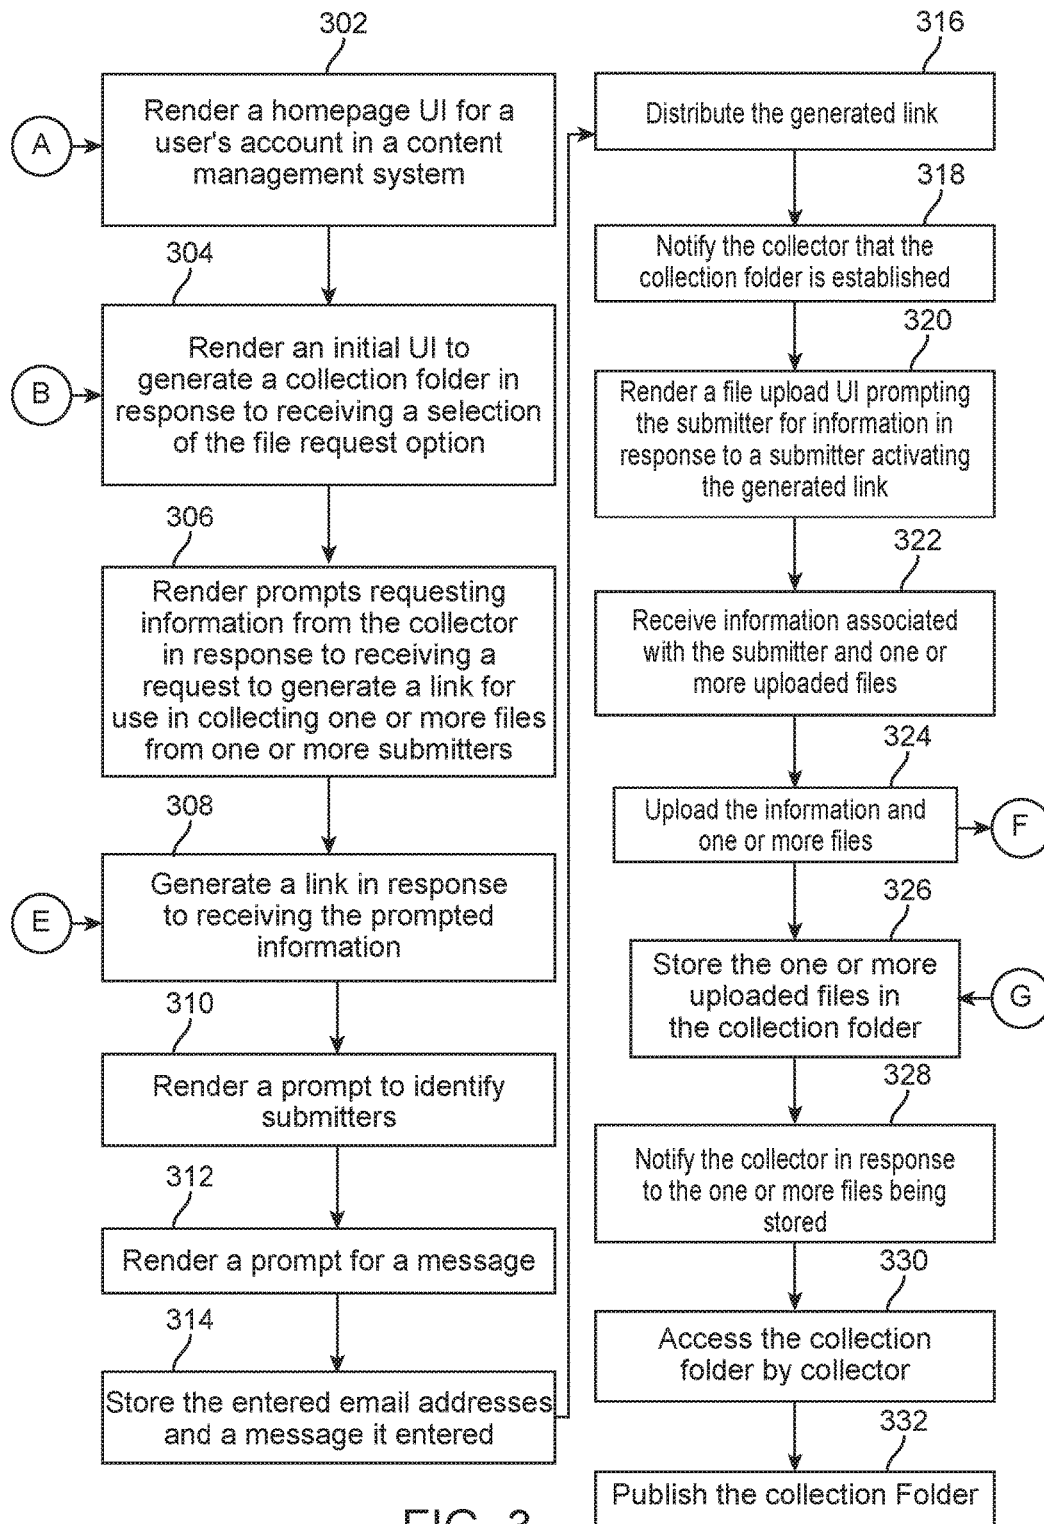 302
Render a homepage UI for a
user's account in a content
management system
A
304
Render an initial UI to
generate a collection folder in
response to receiving a selection
of the file request option
B
306
Render prompts requesting
information from the collector
in response to receiving a
request to generate a link for
use in collecting one or more files
from one or more submitters
308
Generate a link in response
to receiving the prompted
information
E
310
Render a prompt to identify
submitters
312
Render a prompt for a message
314
Store the entered email addresses
and a message it entered
316
Distribute the generated link
318
Notify the collector that the
collection folder is established
320
Render a file upload UI prompting
the submitter for information in
response to a submitter activating
the generated link
322
Receive information associated
with the submitter and one or
more uploaded files
324
Upload the information and
one or more files
F
326
Store the one or more
uploaded files in
the collection folder
G
328
Notify the collector in response
to the one or more files being
stored
330
Access the collection
folder by collector
332
Publish the collection Folder
FIG. 3